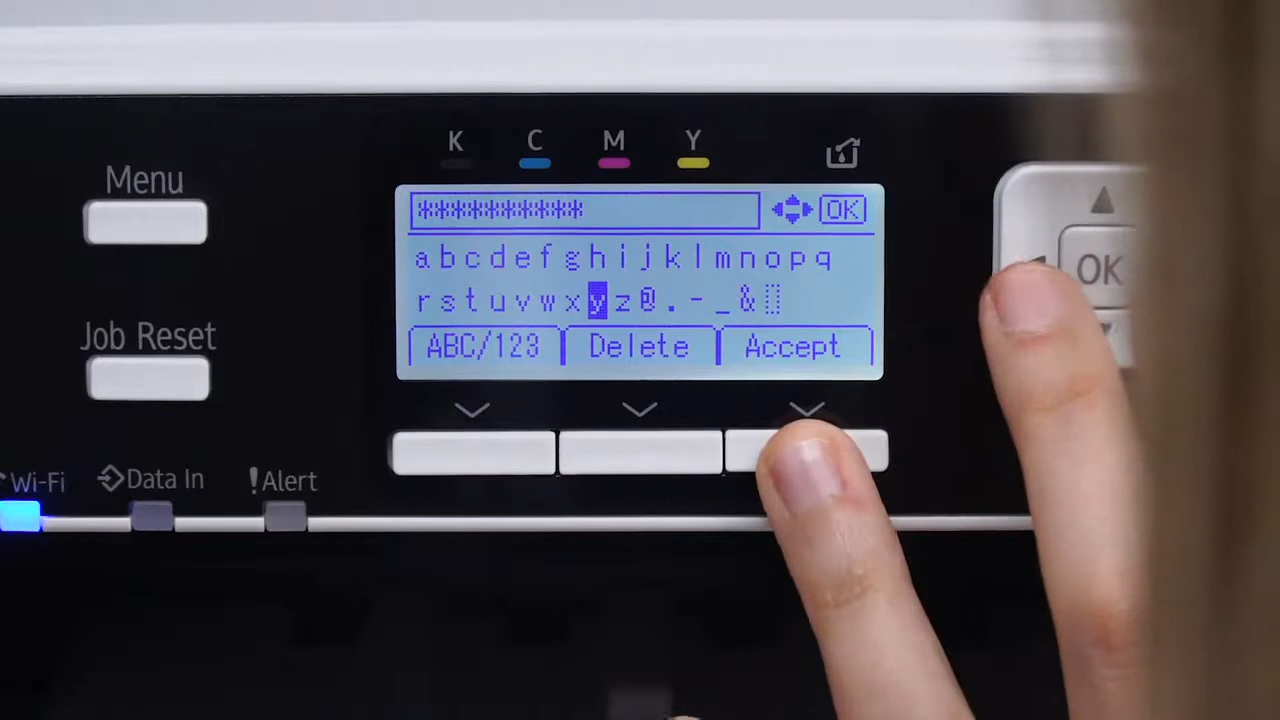 K C M Y
Menu
********** OK
a b c d e f g h i j k l m n o p q
r s t u v w x y z @ . - _ &
ABC/123 Delete Accept
OK
Job Reset
Wi-Fi Data In !Alert